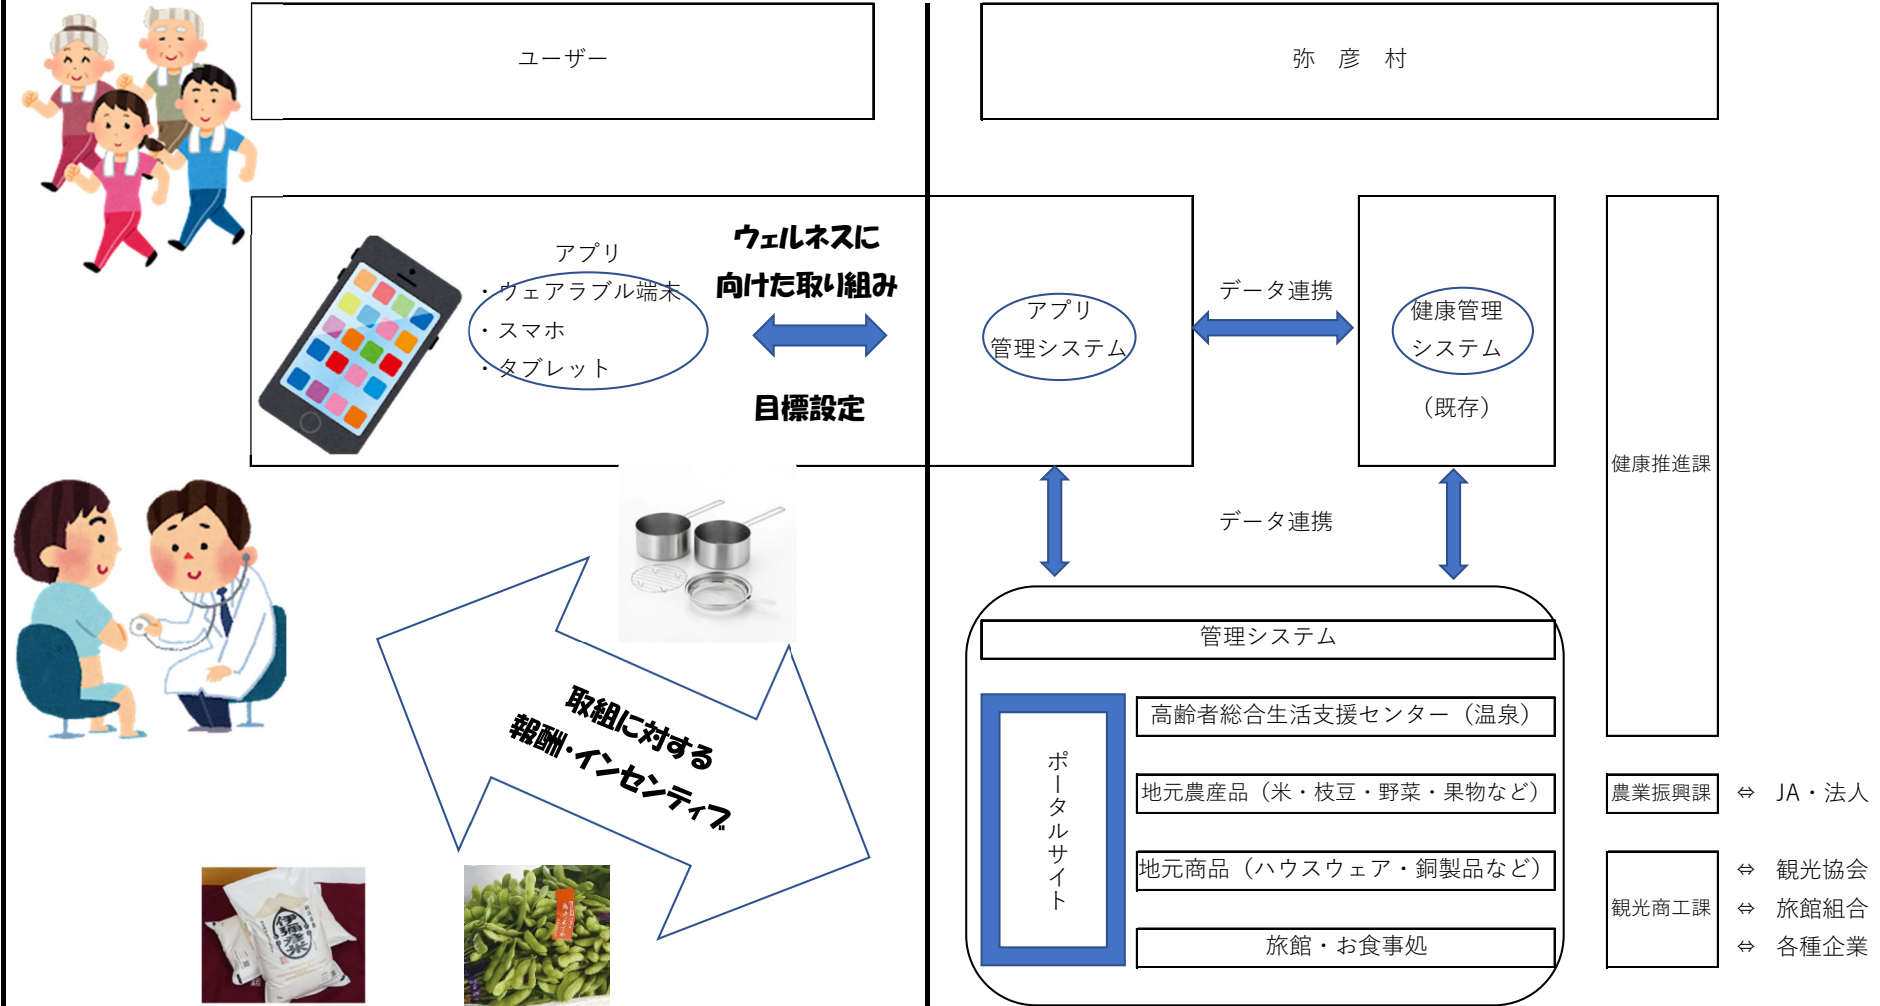 ユーザー
弥 彦 村
アプリ
・ウェアラブル端末
・スマホ
・タブレット
ウェルネスに
向けた取り組み
目標設定
アプリ
管理システム
データ連携
健康管理
システム
（既存）
健康推進課
データ連携
取組に対する
報酬・インセンティブ
管理システム
ポータルサイト
高齢者総合生活支援センター（温泉）
地元農産品（米・枝豆・野菜・果物など）
地元商品（ハウスウェア・銅製品など）
旅館・お食事処
農業振興課
⇔ JA・法人
観光商工課
⇔ 観光協会
⇔ 旅館組合
⇔ 各種企業
伊彌彦米